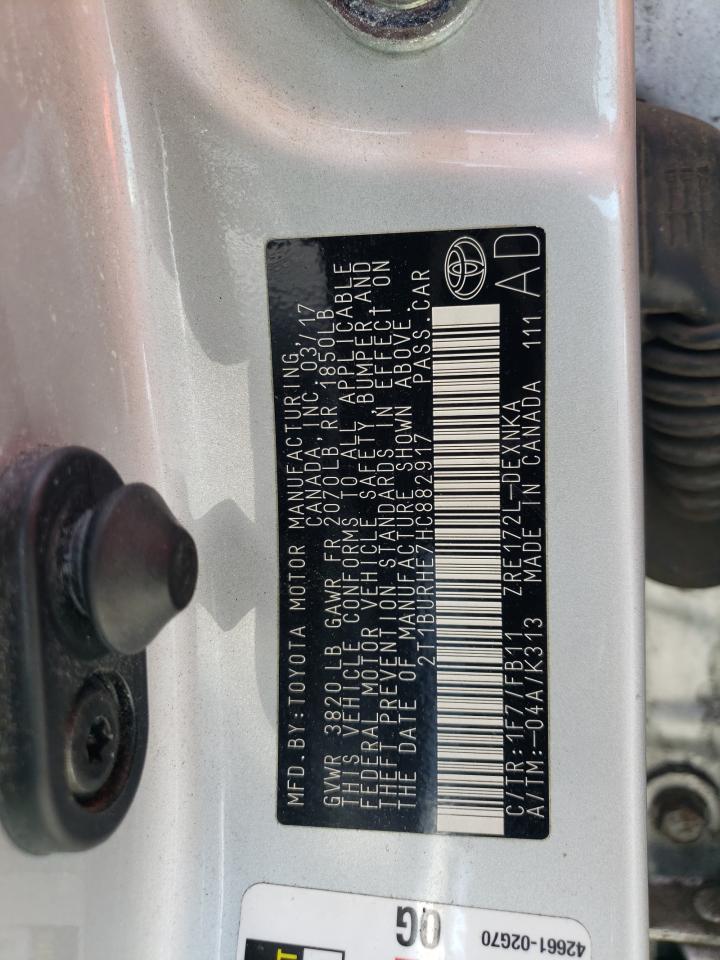 MFD.BY:TOYOTA MOTOR MANUFACTURING,
CANADA, INC. 03/17
GVWR 3820 LB GAWR FR 2070LB, RR 1850LB
THIS VEHICLE CONFORMS TO ALL APPLICABLE
FEDERAL MOTOR VEHICLE SAFETY, BUMPER, AND
THEFT PREVENTION STANDARDS IN EFFECT ON
THE DATE OF MANUFACTURE SHOWN ABOVE
2T1BURHE7HC882917 PASS.CAR
C/TR:1F7/FB11 ZRE172L-DEXNKA
A/TM:-04A/K313 MADE IN CANADA 111
AD
0G
42661-02G70